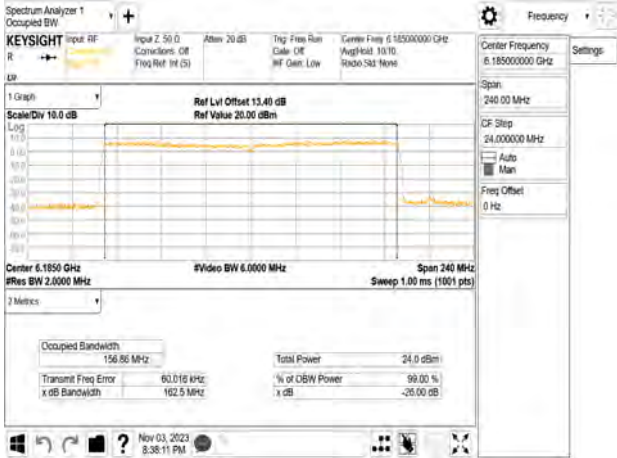 Spectrum Analyzer 1
Occupied BW
+
Frequency
KEYSIGHT
R
Input: RF
Input Z: 50 Ω
Corrections: Off
Freq Ref: Int (S)
Atten: 20 dB
Trig: Free Run
Gate: Off
#IF Gain: Low
Center Freq: 6.185000000 GHz
Avg|Hold: 10/10
Radio Std: None
Center Frequency
6.185000000 GHz
Settings
Span
240.00 MHz
CF Step
24.000000 MHz
Auto
Man
Freq Offset
0 Hz
1 Graph
Scale/Div 10.0 dB
Ref Lvl Offset 13.40 dB
Ref Value 20.00 dBm
Log
10.0
0.00
Center 6.1850 GHz
#Res BW 2.0000 MHz
#Video BW 6.0000 MHz
Span 240 MHz
Sweep 1.00 ms (1001 pts)
2 Metrics
Occupied Bandwidth
156.86 MHz
Total Power
24.0 dBm
Transmit Freq Error
60.016 kHz
% of OBW Power
99.00 %
x dB Bandwidth
162.5 MHz
x dB
-26.00 dB
?
Nov 03, 2023
8:38:11 PM